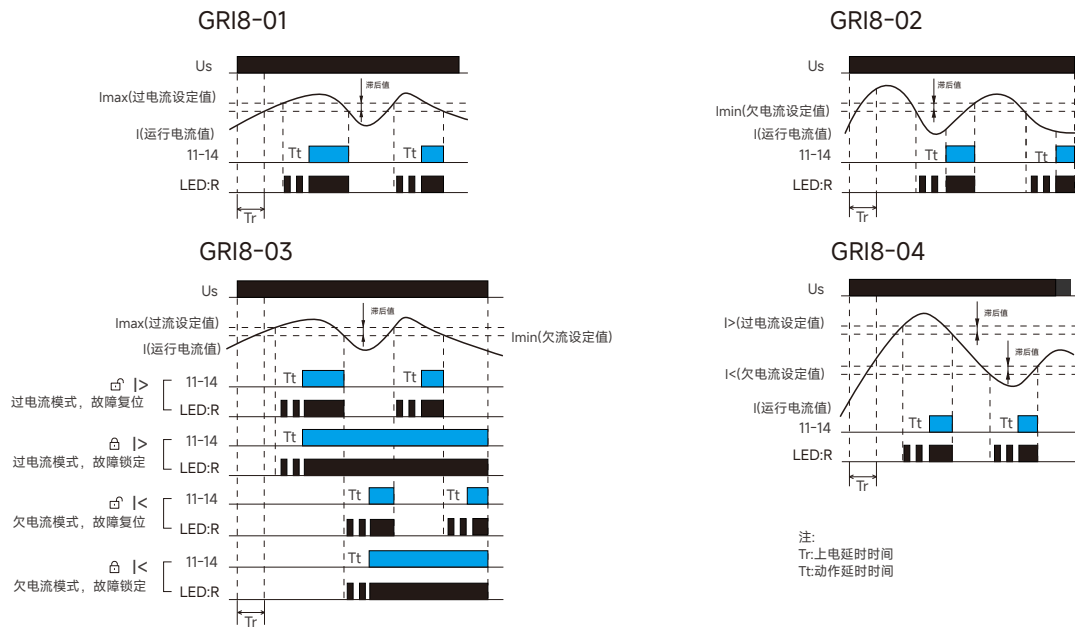 GRI8-01
Us
滞后值
Imax(过电流设定值)
I(运行电流值)
11-14
Tt
Tt
LED:R
Tr
GRI8-02
Us
滞后值
Imin(欠电流设定值)
I(运行电流值)
11-14
Tt
Tt
LED:R
Tr
GRI8-03
Us
滞后值
Imax(过流设定值)
Imin(欠流设定值)
I(运行电流值)
I>
11-14
Tt
Tt
过电流模式，故障复位
LED:R
I>
11-14
Tt
过电流模式，故障锁定
LED:R
I<
11-14
Tt
Tt
欠电流模式，故障复位
LED:R
I<
11-14
Tt
欠电流模式，故障锁定
LED:R
Tr
GRI8-04
Us
滞后值
I>(过电流设定值)
滞后值
I<(欠电流设定值)
I(运行电流值)
11-14
Tt
Tt
LED:R
Tr
注:
Tr:上电延时时间
Tt:动作延时时间